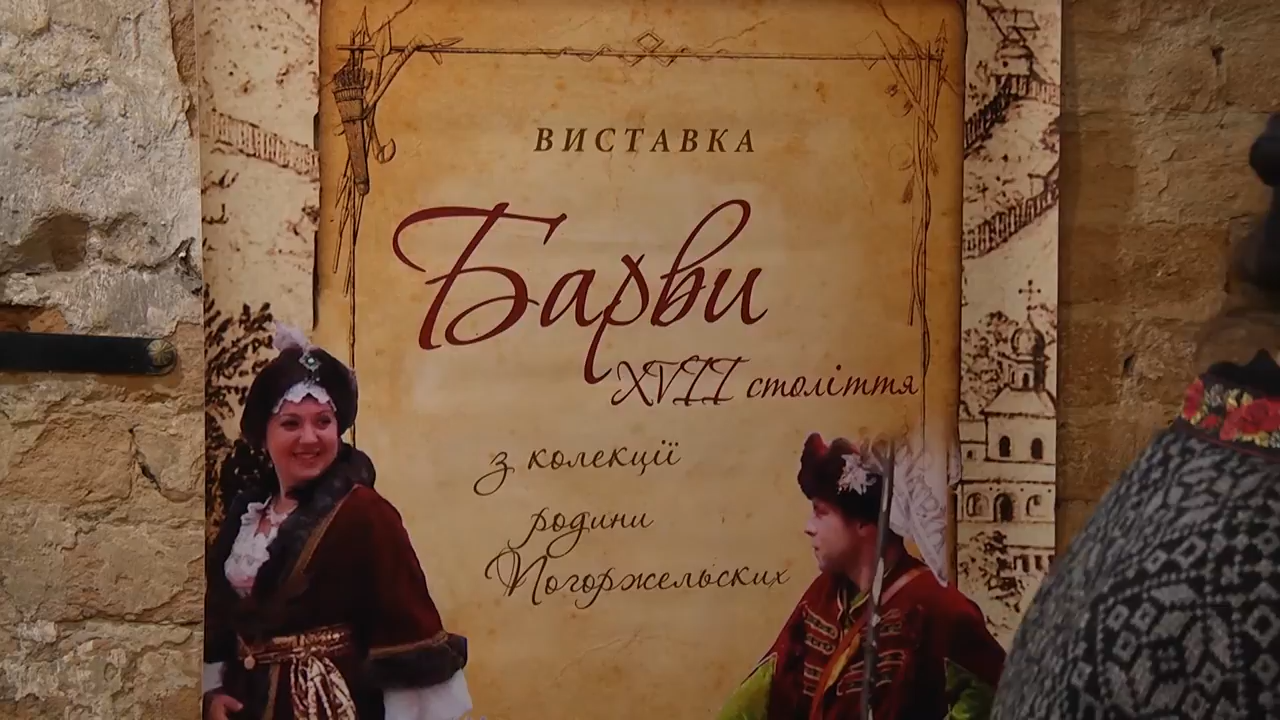 ВИСТАВКА
Барви
XVII століття
з колекції
родини
Погоржельских